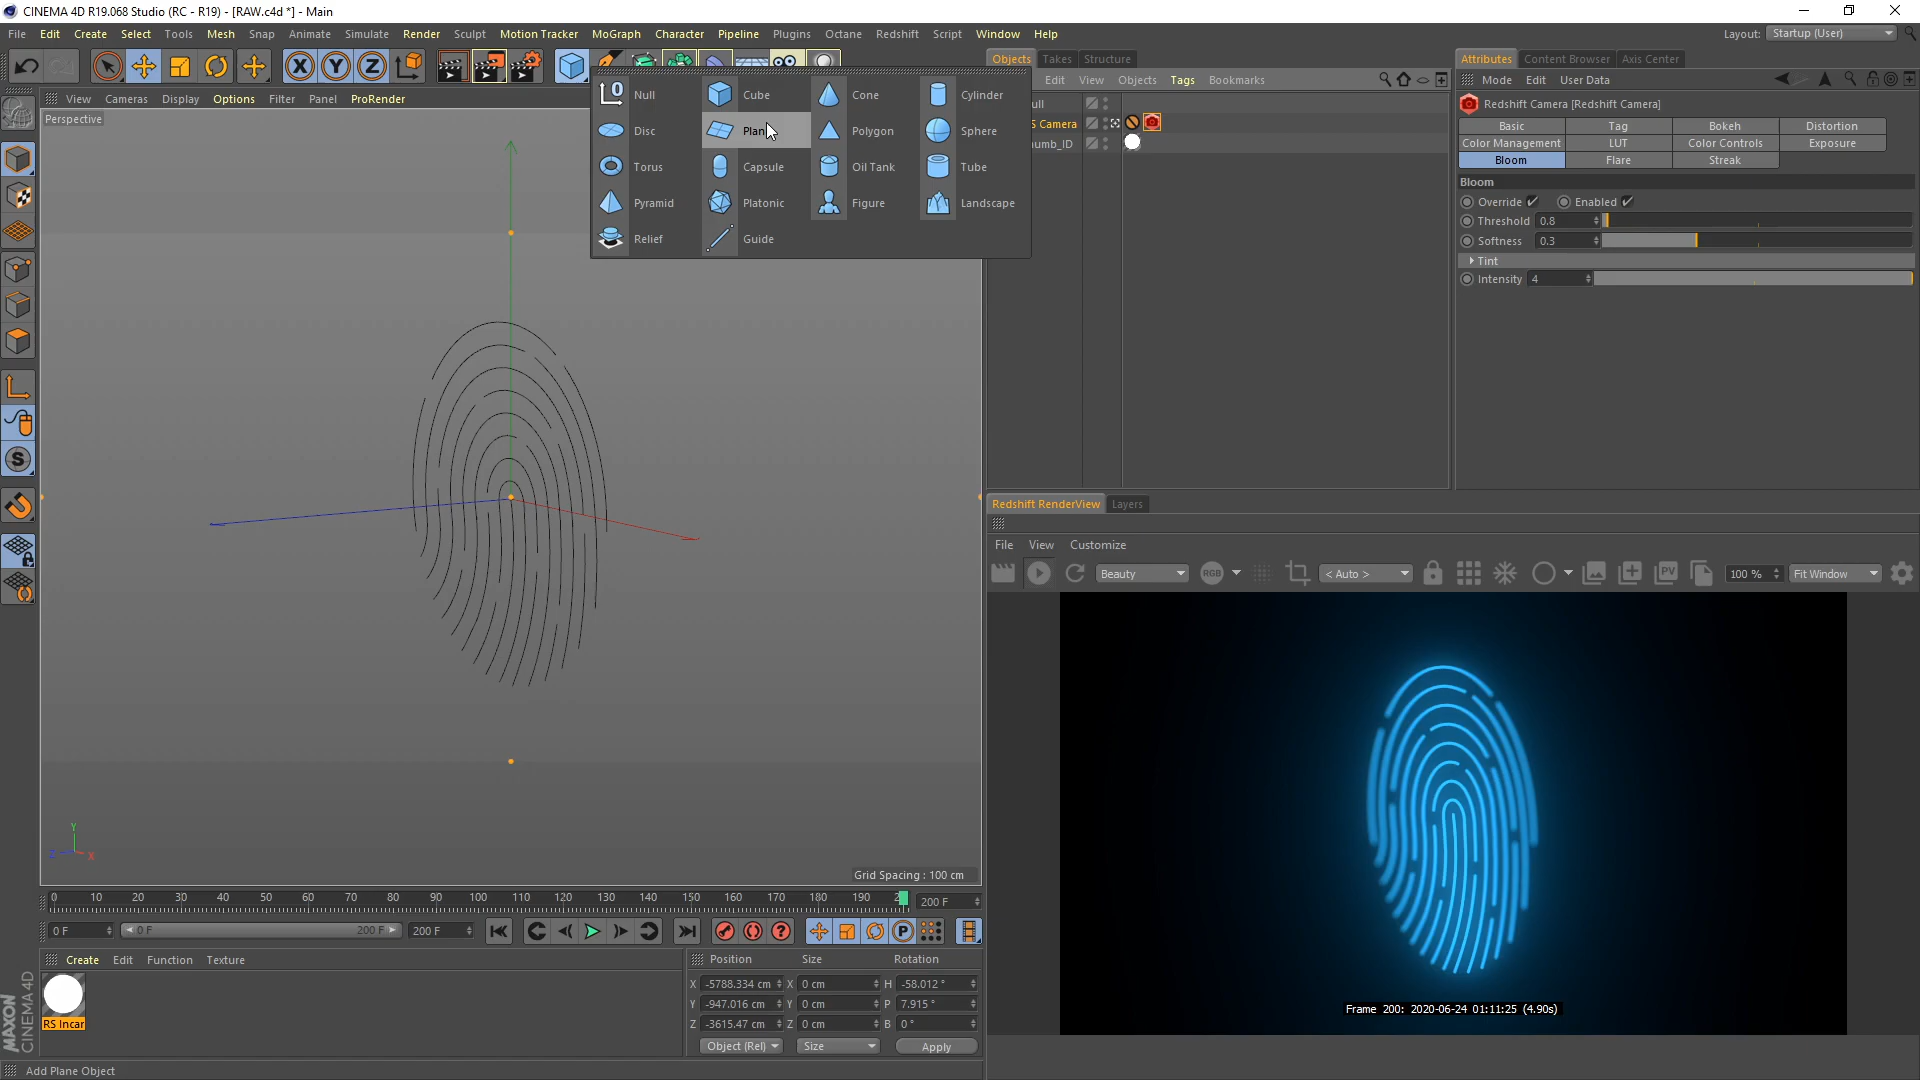 CINEMA 4D R19.068 Studio (RC - R19) - [RAW.c4d *] - Main
File Edit Create Select Tools Mesh Snap Animate Simulate Render Sculpt Motion Tracker MoGraph Character Pipeline Plugins Octane Redshift Script Window Help
Layout: Startup (User)
Objects Takes Structure
Attributes Content Browser Axis Center
Edit View Objects Tags Bookmarks
Mode Edit User Data
View Cameras Display Options Filter Panel ProRender
Perspective
Null Cube Cone Cylinder
Disc Plan Polygon Sphere
Torus Capsule Oil Tank Tube
Pyramid Platonic Figure Landscape
Relief Guide
ull
S Camera
umb_ID
Redshift Camera [Redshift Camera]
Basic Tag Bokeh Distortion
Color Management LUT Color Controls Exposure
Bloom Flare Streak
Bloom
Override Enabled
Threshold 0.8
Softness 0.3
Tint
Intensity 4
Redshift RenderView Layers
File View Customize
Beauty RGB < Auto > PV 100 % Fit Window
Frame 200: 2020-06-24 01:11:25 (4.90s)
Y
Z X
Grid Spacing : 100 cm
0 10 20 30 40 50 60 70 80 90 100 110 120 130 140 150 160 170 180 190 2
200 F
0 F 0 F 200 F 200 F
Create Edit Function Texture
RS Incar
Position Size Rotation
X -5788.334 cm X 0 cm H -58.012 °
Y -947.016 cm Y 0 cm P 7.915 °
Z -3615.47 cm Z 0 cm B 0 °
Object (Rel) Size Apply
MAXON
CINEMA 4D
Add Plane Object